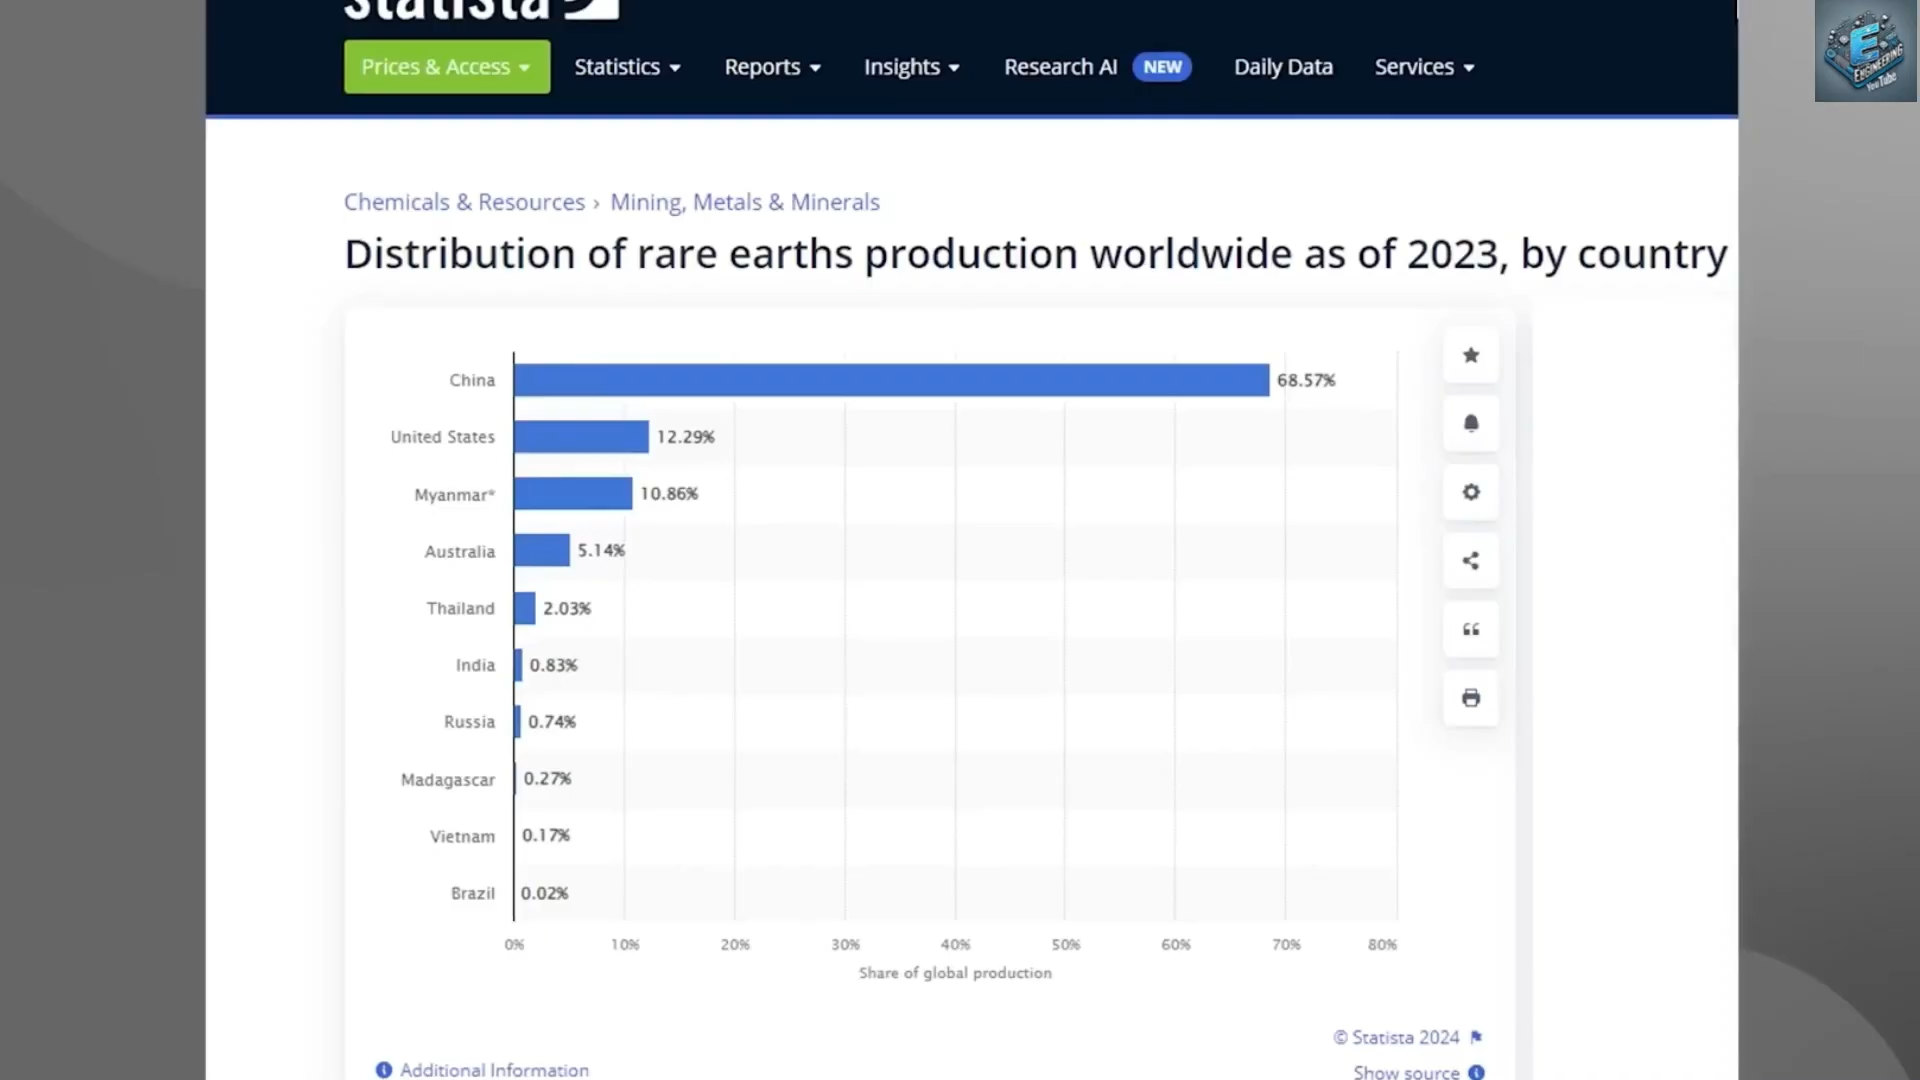 statista
Prices & Access Statistics Reports Insights Research AI NEW Daily Data Services
E
ENGINEERING
YouTube
Chemicals & Resources › Mining, Metals & Minerals
Distribution of rare earths production worldwide as of 2023, by country
China 68.57%
United States 12.29%
Myanmar* 10.86%
Australia 5.14%
Thailand 2.03%
India 0.83%
Russia 0.74%
Madagascar 0.27%
Vietnam 0.17%
Brazil 0.02%
0% 10% 20% 30% 40% 50% 60% 70% 80%
Share of global production
© Statista 2024
Additional Information
Show source